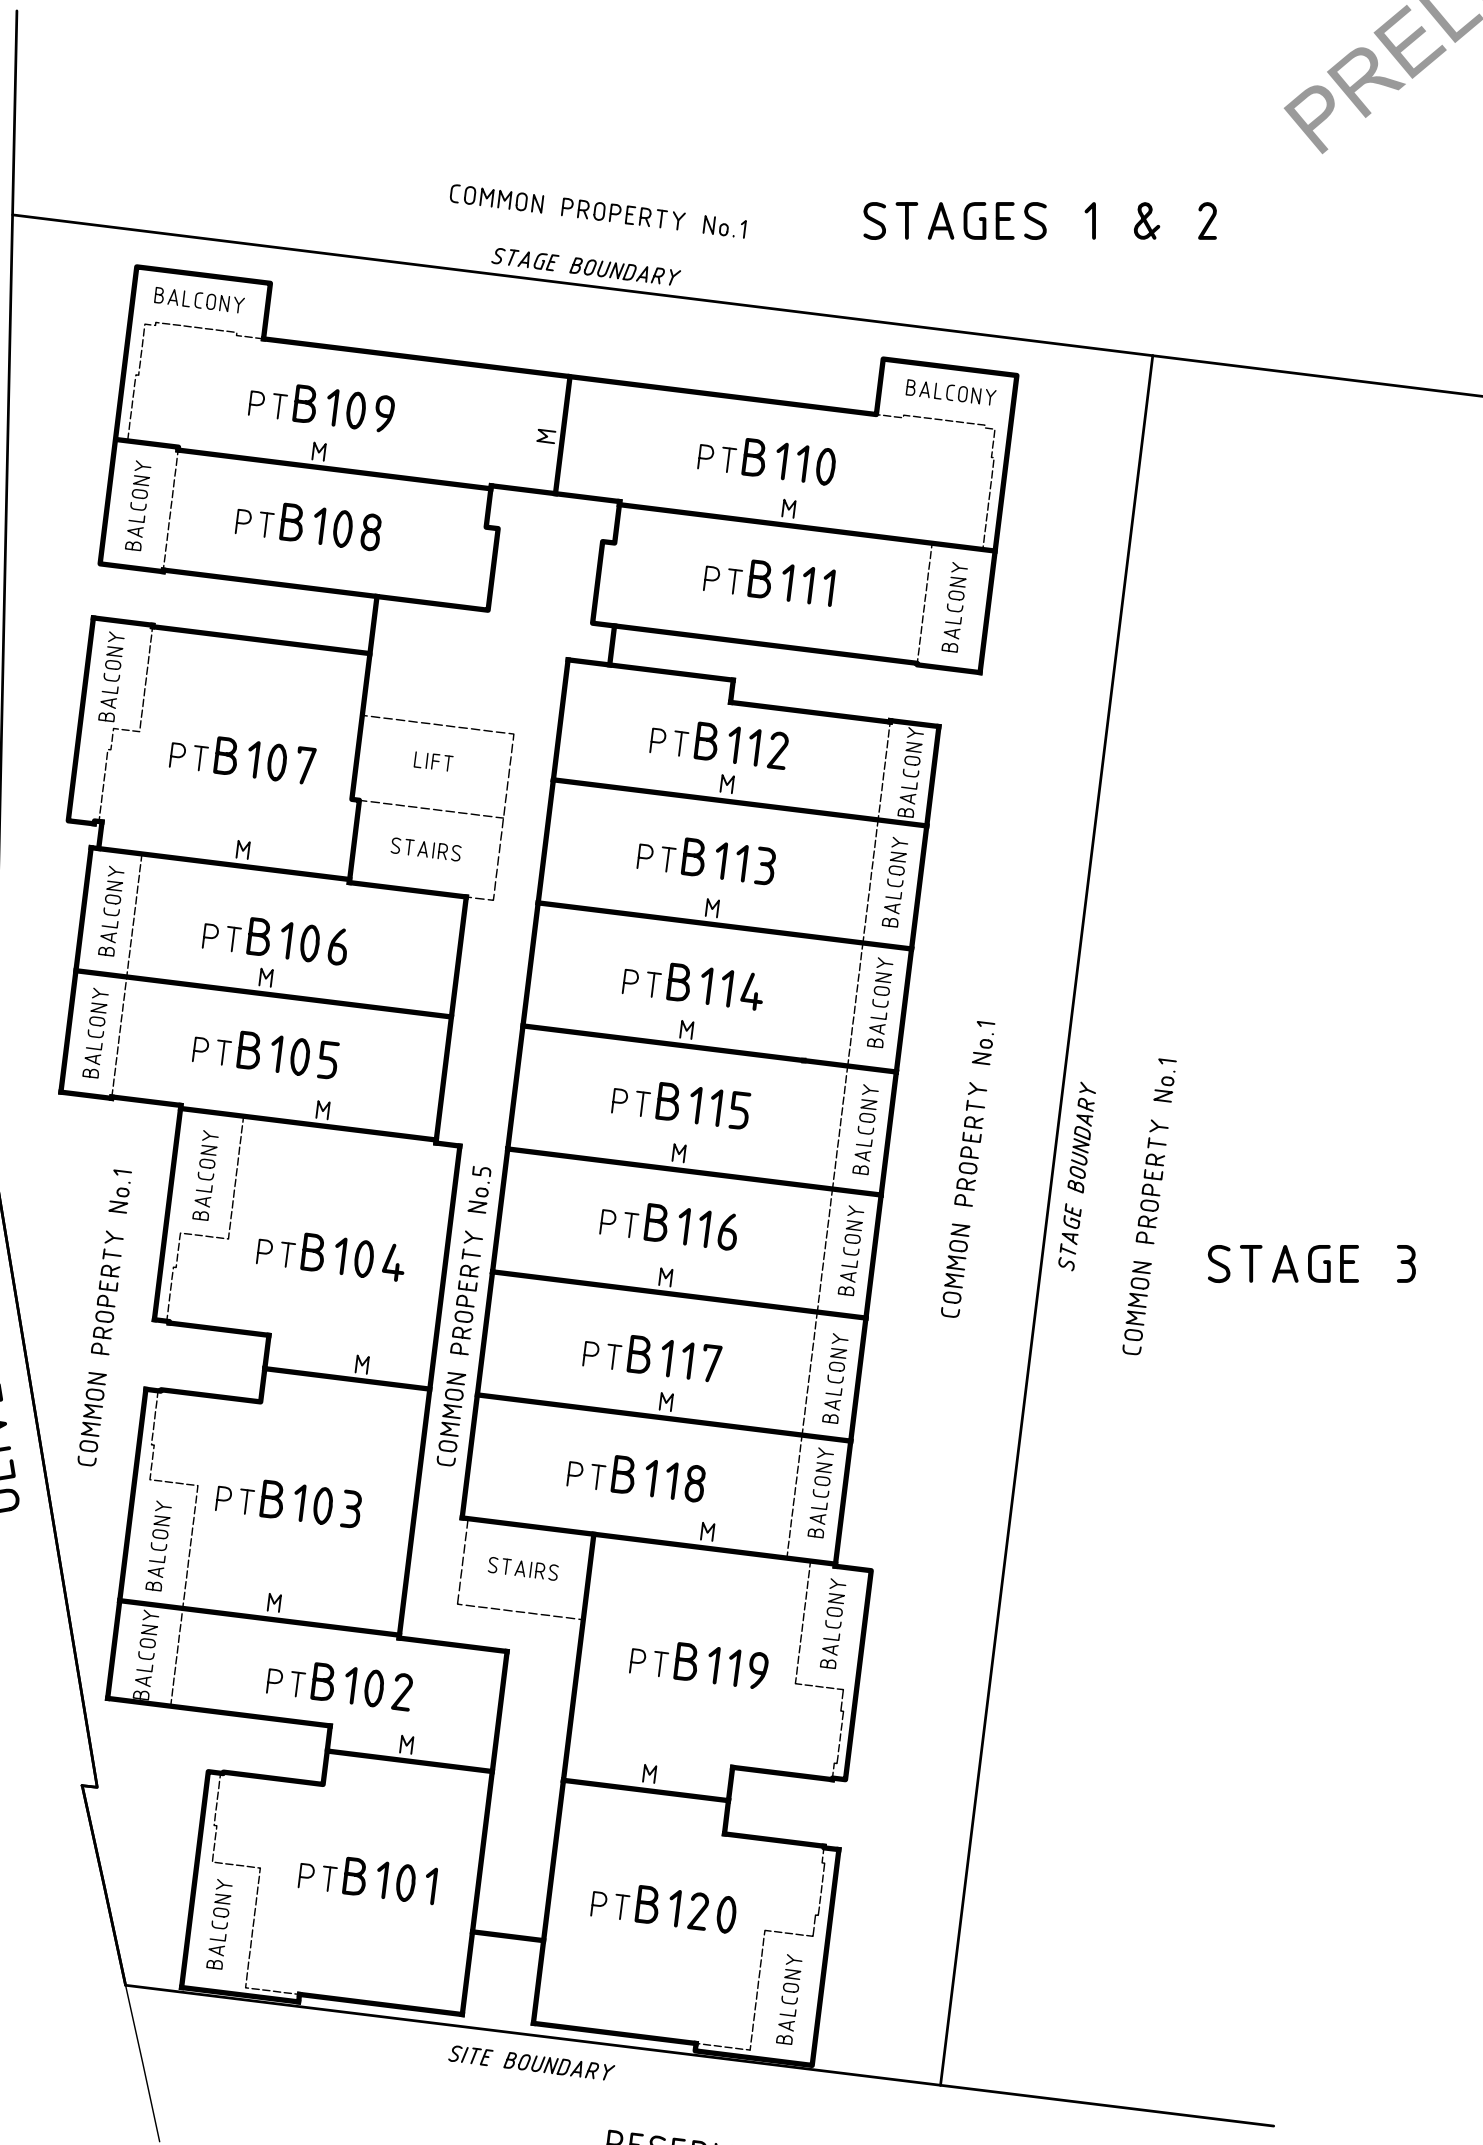 PREL
COMMON PROPERTY No.1
STAGES 1 & 2
STAGE BOUNDARY
BALCONY
PTB109
M
M
BALCONY
PTB110
M
BALCONY
PTB108
PTB111
BALCONY
BALCONY
PTB107
M
LIFT
STAIRS
PTB112
M
BALCONY
PTB113
M
BALCONY
BALCONY
PTB106
M
PTB114
M
BALCONY
BALCONY
PTB105
M
PTB115
M
BALCONY
COMMON PROPERTY No.1
BALCONY
PTB104
M
COMMON PROPERTY No.5
PTB116
M
BALCONY
COMMON PROPERTY No.1
STAGE BOUNDARY
COMMON PROPERTY No.1
STAGE 3
PTB117
M
BALCONY
PTB103
M
BALCONY
PTB118
M
BALCONY
STAIRS
BALCONY
PTB102
M
PTB119
M
BALCONY
PTB101
BALCONY
PTB120
BALCONY
SITE BOUNDARY